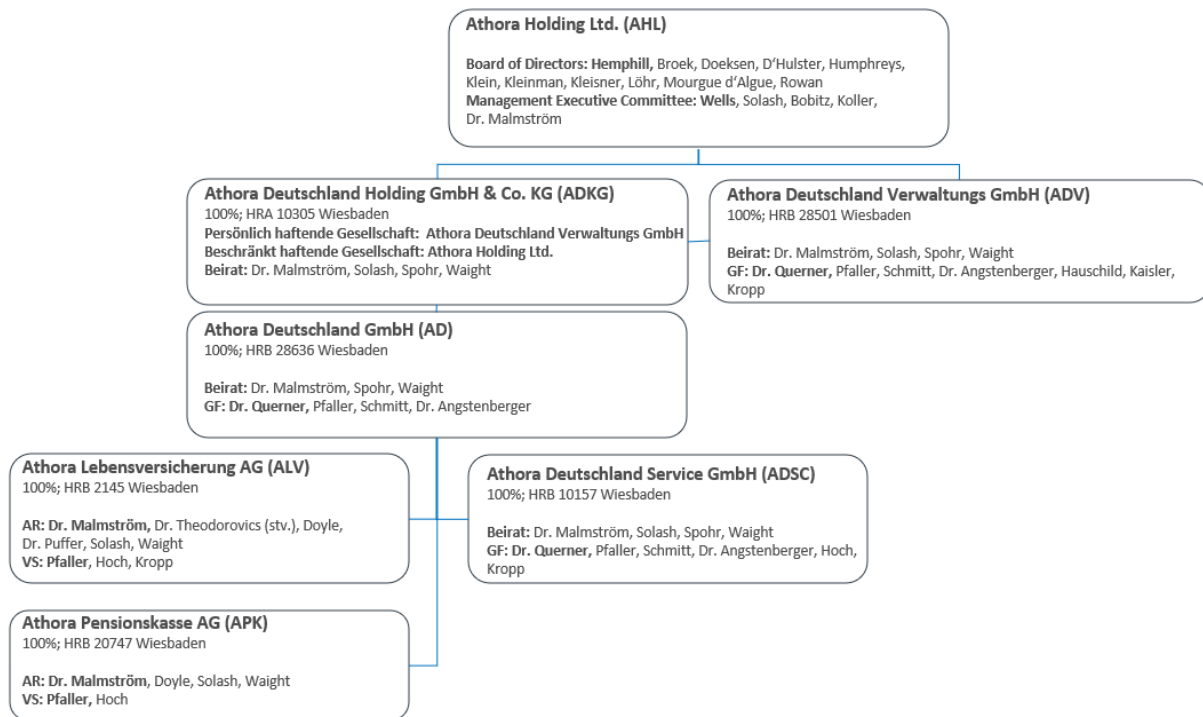 Athora Holding Ltd. (AHL)
Board of Directors: Hemphill, Broek, Doeksen, D‘Hulster, Humphreys,
Klein, Kleinman, Kleisner, Löhr, Mourgue d‘Algue, Rowan
Management Executive Committee: Wells, Solash, Bobitz, Koller,
Dr. Malmström
Athora Deutschland Holding GmbH & Co. KG (ADKG)
100%; HRA 10305 Wiesbaden
Persönlich haftende Gesellschaft: Athora Deutschland Verwaltungs GmbH
Beschränkt haftende Gesellschaft: Athora Holding Ltd.
Beirat: Dr. Malmström, Solash, Spohr, Waight
Athora Deutschland Verwaltungs GmbH (ADV)
100%; HRB 28501 Wiesbaden
Beirat: Dr. Malmström, Solash, Spohr, Waight
GF: Dr. Querner, Pfaller, Schmitt, Dr. Angstenberger, Hauschild, Kaisler,
Kropp
Athora Deutschland GmbH (AD)
100%; HRB 28636 Wiesbaden
Beirat: Dr. Malmström, Spohr, Waight
GF: Dr. Querner, Pfaller, Schmitt, Dr. Angstenberger
Athora Lebensversicherung AG (ALV)
100%; HRB 2145 Wiesbaden
AR: Dr. Malmström, Dr. Theodorovics (stv.), Doyle,
Dr. Puffer, Solash, Waight
VS: Pfaller, Hoch, Kropp
Athora Deutschland Service GmbH (ADSC)
100%; HRB 10157 Wiesbaden
Beirat: Dr. Malmström, Solash, Spohr, Waight
GF: Dr. Querner, Pfaller, Schmitt, Dr. Angstenberger, Hoch,
Kropp
Athora Pensionskasse AG (APK)
100%; HRB 20747 Wiesbaden
AR: Dr. Malmström, Doyle, Solash, Waight
VS: Pfaller, Hoch